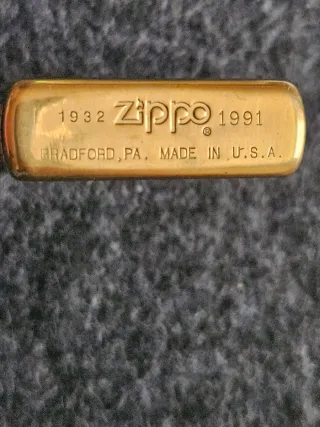 1932 Zippo® 1991
BRADFORD, PA. MADE IN U.S.A.